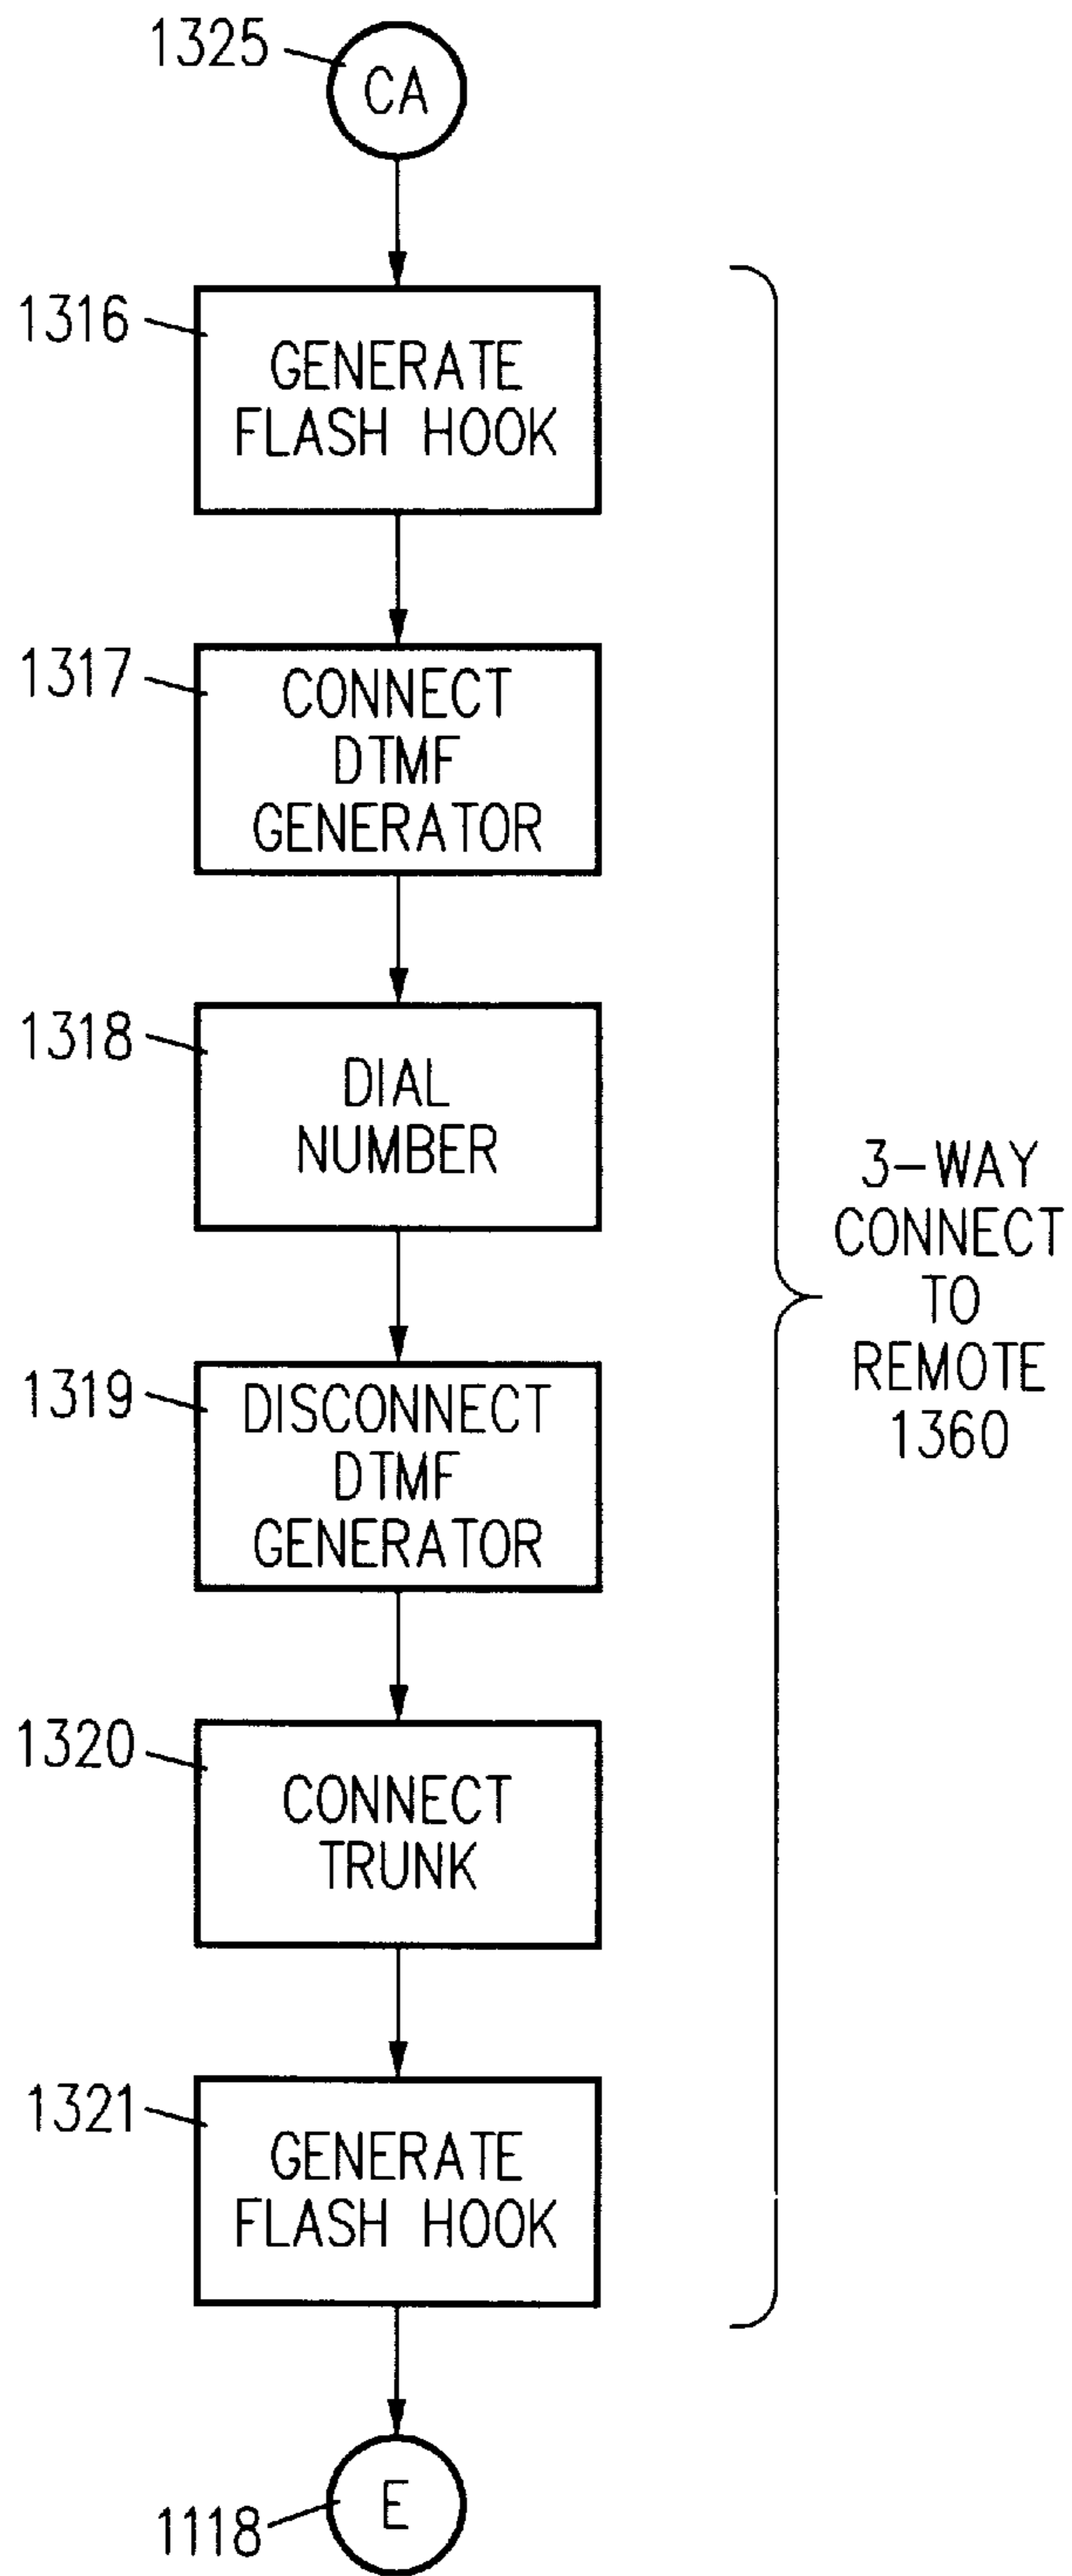 1325
CA
1316
GENERATE
FLASH HOOK
1317
CONNECT
DTMF
GENERATOR
1318
DIAL
NUMBER
3-WAY
CONNECT
TO
REMOTE
1360
1319
DISCONNECT
DTMF
GENERATOR
1320
CONNECT
TRUNK
1321
GENERATE
FLASH HOOK
1118
E